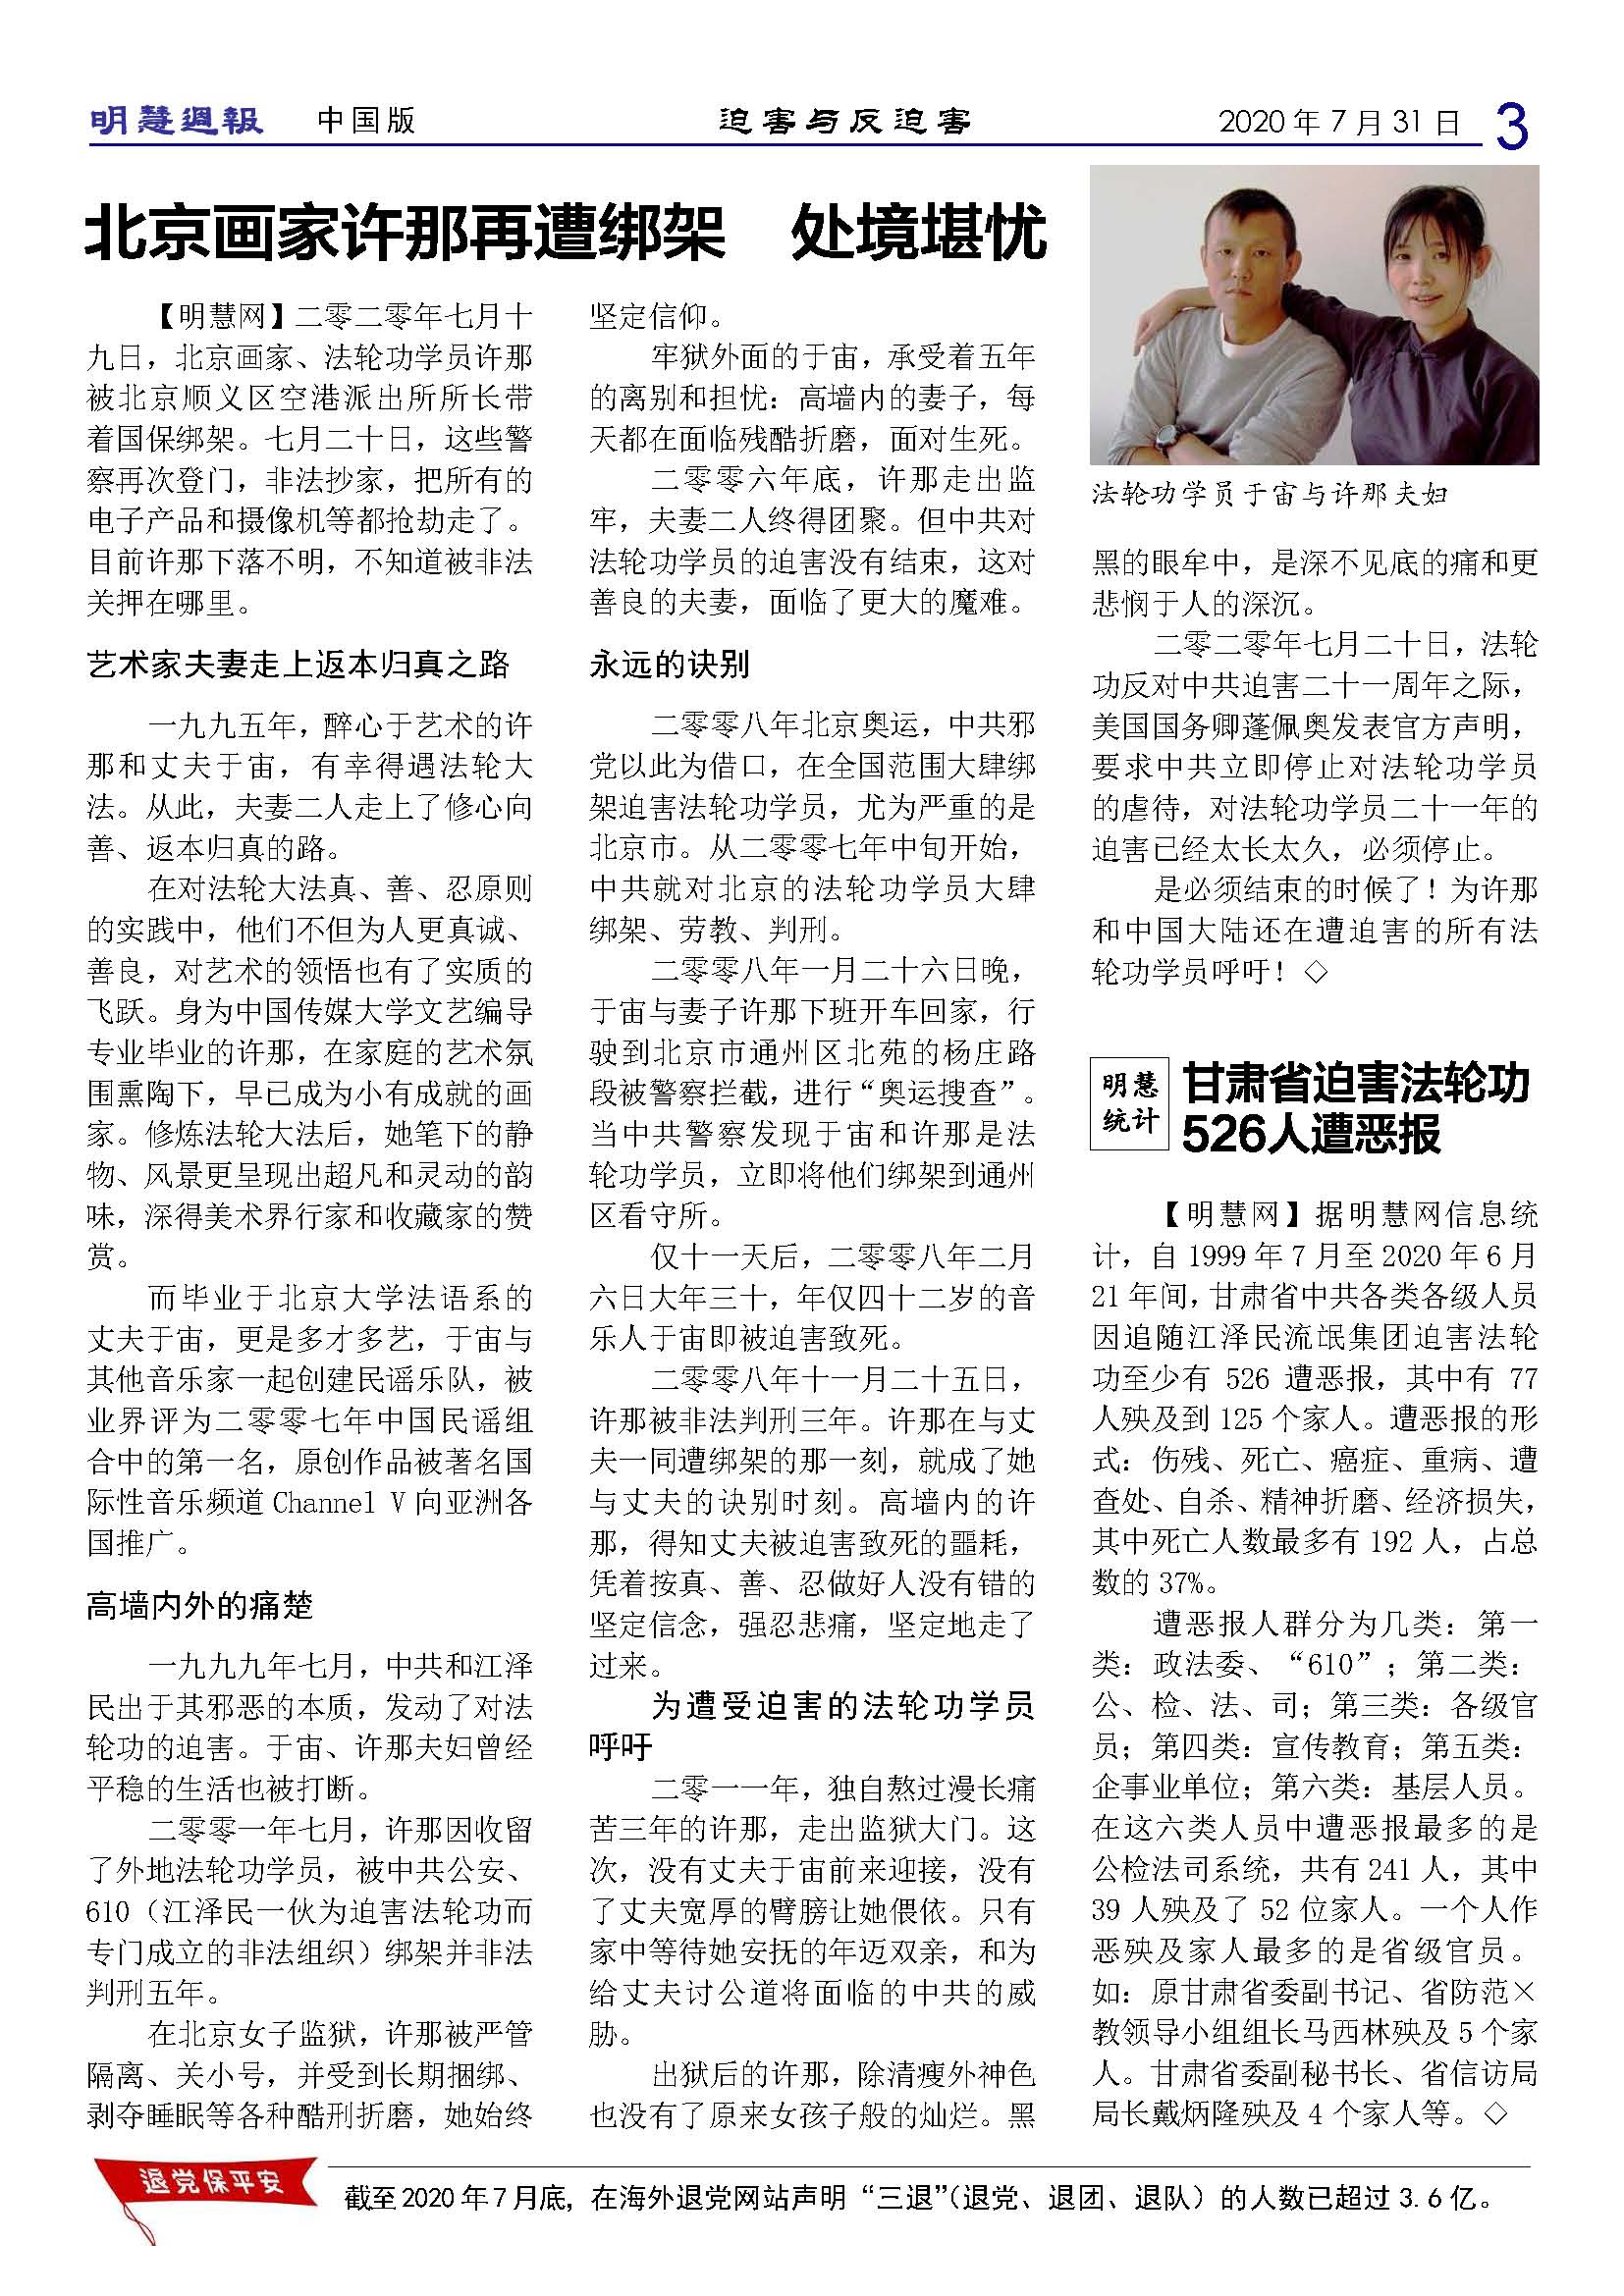 明慧週報 中国版 迫害与反迫害 2020年7月31日 3
北京画家许那再遭绑架 处境堪忧
【明慧网】二零二零年七月十
九日，北京画家、法轮功学员许那
被北京顺义区空港派出所所长带
着国保绑架。七月二十日，这些警
察再次登门，非法抄家，把所有的
电子产品和摄像机等都抢劫走了。
目前许那下落不明，不知道被非法
关押在哪里。
艺术家夫妻走上返本归真之路
一九九五年，醉心于艺术的许
那和丈夫于宙，有幸得遇法轮大
法。从此，夫妻二人走上了修心向
善、返本归真的路。
在对法轮大法真、善、忍原则
的实践中，他们不但为人更真诚、
善良，对艺术的领悟也有了实质的
飞跃。身为中国传媒大学文艺编导
专业毕业的许那，在家庭的艺术氛
围熏陶下，早已成为小有成就的画
家。修炼法轮大法后，她笔下的静
物、风景更呈现出超凡和灵动的韵
味，深得美术界行家和收藏家的赞
赏。
而毕业于北京大学法语系的
丈夫于宙，更是多才多艺，于宙与
其他音乐家一起创建民谣乐队，被
业界评为二零零七年中国民谣组
合中的第一名，原创作品被著名国
际性音乐频道 Channel V 向亚洲各
国推广。
高墙内外的痛楚
一九九九年七月，中共和江泽
民出于其邪恶的本质，发动了对法
轮功的迫害。于宙、许那夫妇曾经
平稳的生活也被打断。
二零零一年七月，许那因收留
了外地法轮功学员，被中共公安、
610（江泽民一伙为迫害法轮功而
专门成立的非法组织）绑架并非法
判刑五年。
在北京女子监狱，许那被严管
隔离、关小号，并受到长期捆绑、
剥夺睡眠等各种酷刑折磨，她始终
坚定信仰。
牢狱外面的于宙，承受着五年
的离别和担忧：高墙内的妻子，每
天都在面临残酷折磨，面对生死。
二零零六年底，许那走出监
牢，夫妻二人终得团聚。但中共对
法轮功学员的迫害没有结束，这对
善良的夫妻，面临了更大的魔难。
永远的诀别
二零零八年北京奥运，中共邪
党以此为借口，在全国范围大肆绑
架迫害法轮功学员，尤为严重的是
北京市。从二零零七年中旬开始，
中共就对北京的法轮功学员大肆
绑架、劳教、判刑。
二零零八年一月二十六日晚，
于宙与妻子许那下班开车回家，行
驶到北京市通州区北苑的杨庄路
段被警察拦截，进行“奥运搜查”。
当中共警察发现于宙和许那是法
轮功学员，立即将他们绑架到通州
区看守所。
仅十一天后，二零零八年二月
六日大年三十，年仅四十二岁的音
乐人于宙即被迫害致死。
二零零八年十一月二十五日，
许那被非法判刑三年。许那在与丈
夫一同遭绑架的那一刻，就成了她
与丈夫的诀别时刻。高墙内的许
那，得知丈夫被迫害致死的噩耗，
凭着按真、善、忍做好人没有错的
坚定信念，强忍悲痛，坚定地走了
过来。
为遭受迫害的法轮功学员
呼吁
二零一一年，独自熬过漫长痛
苦三年的许那，走出监狱大门。这
次，没有丈夫于宙前来迎接，没有
了丈夫宽厚的臂膀让她偎依。只有
家中等待她安抚的年迈双亲，和为
给丈夫讨公道将面临的中共的威
胁。
出狱后的许那，除清瘦外神色
也没有了原来女孩子般的灿烂。黑
法轮功学员于宙与许那夫妇
黑的眼牟中，是深不见底的痛和更
悲悯于人的深沉。
二零二零年七月二十日，法轮
功反对中共迫害二十一周年之际，
美国国务卿蓬佩奥发表官方声明，
要求中共立即停止对法轮功学员
的虐待，对法轮功学员二十一年的
迫害已经太长太久，必须停止。
是必须结束的时候了！为许那
和中国大陆还在遭迫害的所有法
轮功学员呼吁！◇
明慧
统计
甘肃省迫害法轮功
526人遭恶报
【明慧网】据明慧网信息统
计，自 1999 年 7 月至 2020 年 6 月
21 年间，甘肃省中共各类各级人员
因追随江泽民流氓集团迫害法轮
功至少有 526 遭恶报，其中有 77
人殃及到 125 个家人。遭恶报的形
式：伤残、死亡、癌症、重病、遭
查处、自杀、精神折磨、经济损失，
其中死亡人数最多有 192 人，占总
数的 37%。
遭恶报人群分为几类：第一
类：政法委、“610”；第二类：
公、检、法、司；第三类：各级官
员；第四类：宣传教育；第五类：
企事业单位；第六类：基层人员。
在这六类人员中遭恶报最多的是
公检法司系统，共有 241 人，其中
39 人殃及了 52 位家人。一个人作
恶殃及家人最多的是省级官员。
如：原甘肃省委副书记、省防范×
教领导小组组长马西林殃及 5 个家
人。甘肃省委副秘书长、省信访局
局长戴炳隆殃及 4 个家人等。◇
退党保平安
截至2020年7月底，在海外退党网站声明“三退”（退党、退团、退队）的人数已超过 3.6 亿。